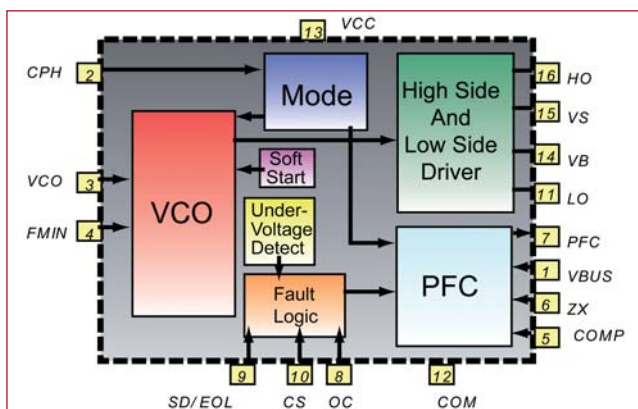 VCC
13
CPH
2
Mode
High Side
And
Low Side
Driver
16
HO
15
VS
14
VB
11
LO
VCO
3
FMIN
4
VCO
Soft
Start
Under-
Voltage
Detect
Fault
Logic
PFC
7
PFC
1
VBUS
6
ZX
5
COMP
9
10
8
12
SD/EOL
CS
OC
COM